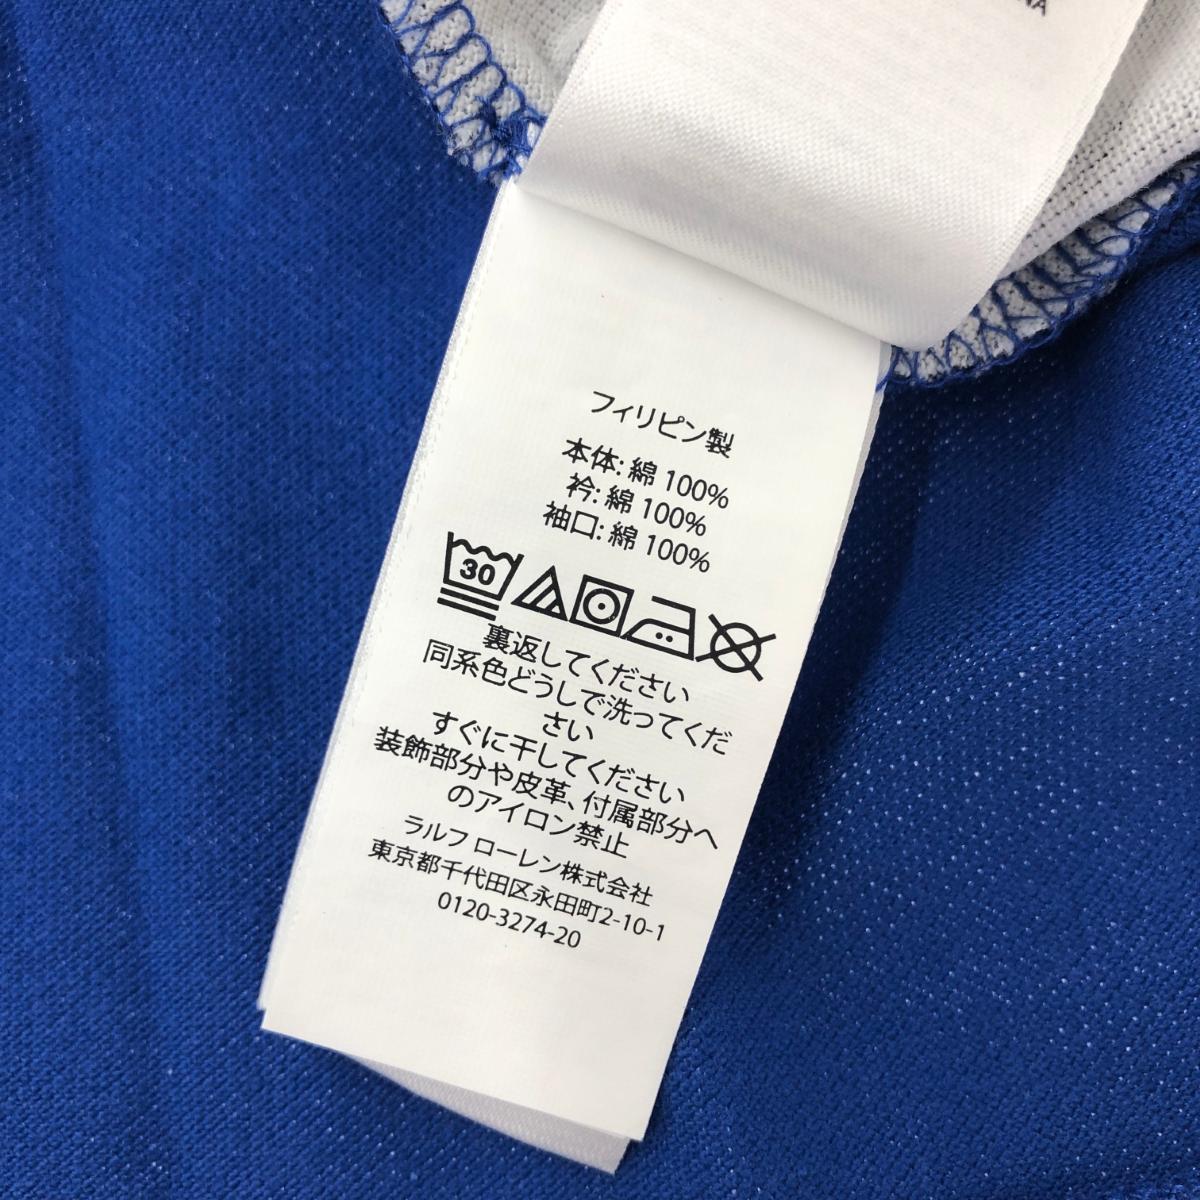 フィリピン製
本体: 綿 100%
衿: 綿 100%
袖口: 綿 100%
30
裏返してください
同系色どうしで洗ってくだ
さい
すぐに干してください
装飾部分や皮革、付属部分へ
のアイロン禁止
ラルフ ローレン株式会社
東京都千代田区永田町2-10-1
0120-3274-20